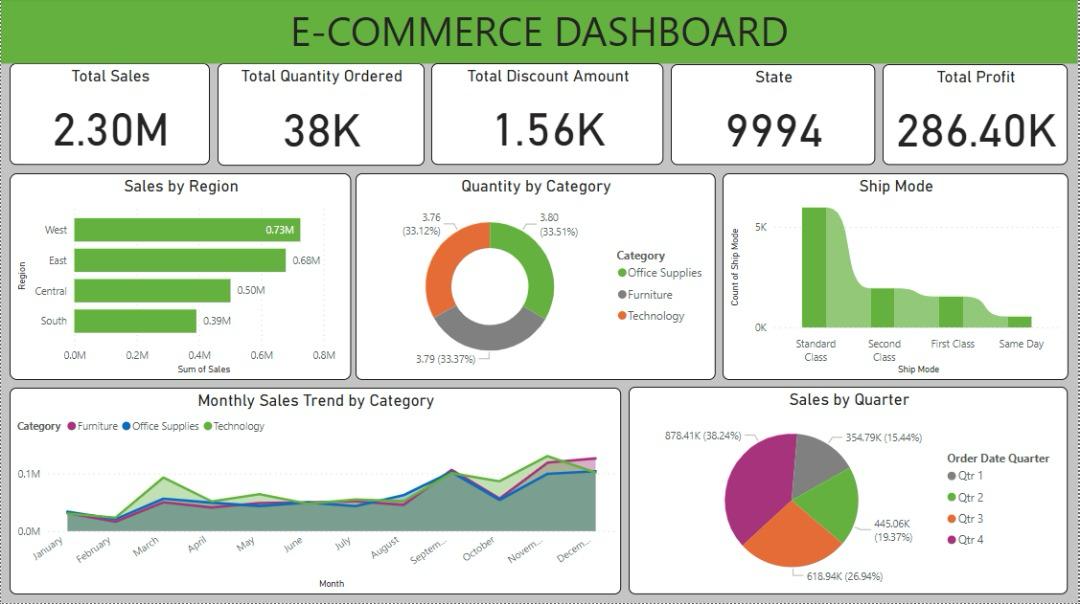 E-COMMERCE DASHBOARD
Total Sales
2.30M
Total Quantity Ordered
38K
Total Discount Amount
1.56K
State
9994
Total Profit
286.40K
Sales by Region
Region
West
0.73M
East
0.68M
Central
0.50M
South
0.39M
0.0M 0.2M 0.4M 0.6M 0.8M
Sum of Sales
Quantity by Category
3.76
(33.12%)
3.80
(33.51%)
3.79 (33.37%)
Category
Office Supplies
Furniture
Technology
Ship Mode
Count of Ship Mode
5K
0K
Standard
Class
Second
Class
First Class
Same Day
Ship Mode
Monthly Sales Trend by Category
Category Furniture Office Supplies Technology
0.1M
0.0M
January February March April May June July August Septem... October Novem... Decem...
Month
Sales by Quarter
878.41K (38.24%)
354.79K (15.44%)
445.06K
(19.37%)
618.94K (26.94%)
Order Date Quarter
Qtr 1
Qtr 2
Qtr 3
Qtr 4